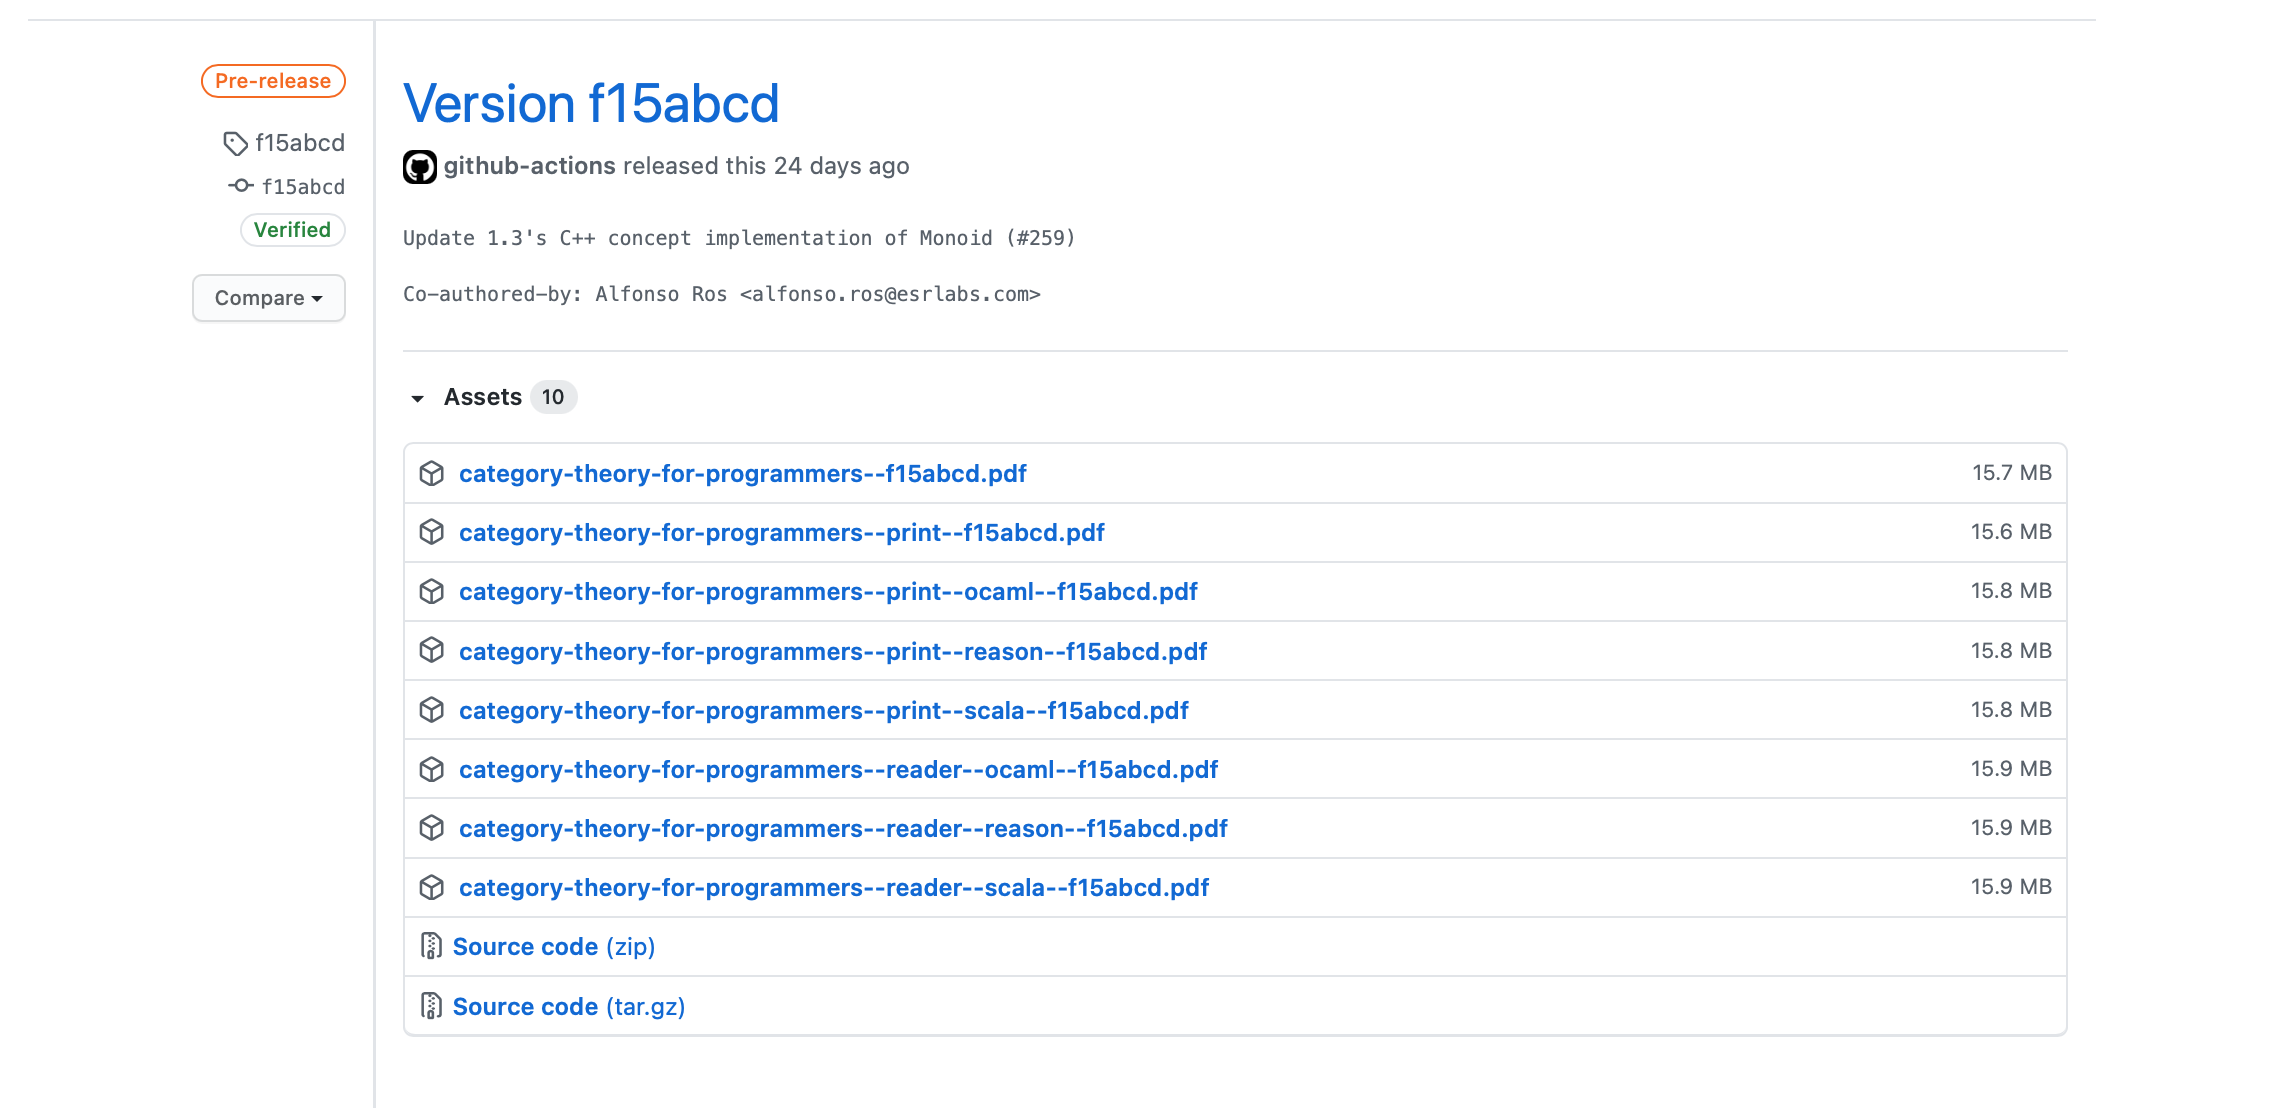 Pre-release
f15abcd
f15abcd
Verified
Compare
Version f15abcd
github-actions released this 24 days ago
Update 1.3's C++ concept implementation of Monoid (#259)
Co-authored-by: Alfonso Ros <alfonso.ros@esrlabs.com>
Assets 10
category-theory-for-programmers--f15abcd.pdf 15.7 MB
category-theory-for-programmers--print--f15abcd.pdf 15.6 MB
category-theory-for-programmers--print--ocaml--f15abcd.pdf 15.8 MB
category-theory-for-programmers--print--reason--f15abcd.pdf 15.8 MB
category-theory-for-programmers--print--scala--f15abcd.pdf 15.8 MB
category-theory-for-programmers--reader--ocaml--f15abcd.pdf 15.9 MB
category-theory-for-programmers--reader--reason--f15abcd.pdf 15.9 MB
category-theory-for-programmers--reader--scala--f15abcd.pdf 15.9 MB
Source code (zip)
Source code (tar.gz)